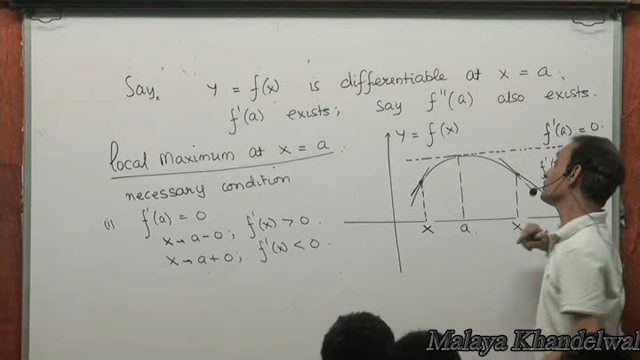 Say, y = f(x) is differentiable at x = a.
f'(a) exists; say f''(a) also exists.
local maximum at x = a.
necessary condition
(i) f'(a) = 0
x→a-0; f'(x) > 0.
x→a+0; f'(x) < 0.
y = f(x)
f'(a) = 0.
x a x
Malaya Khandelwal